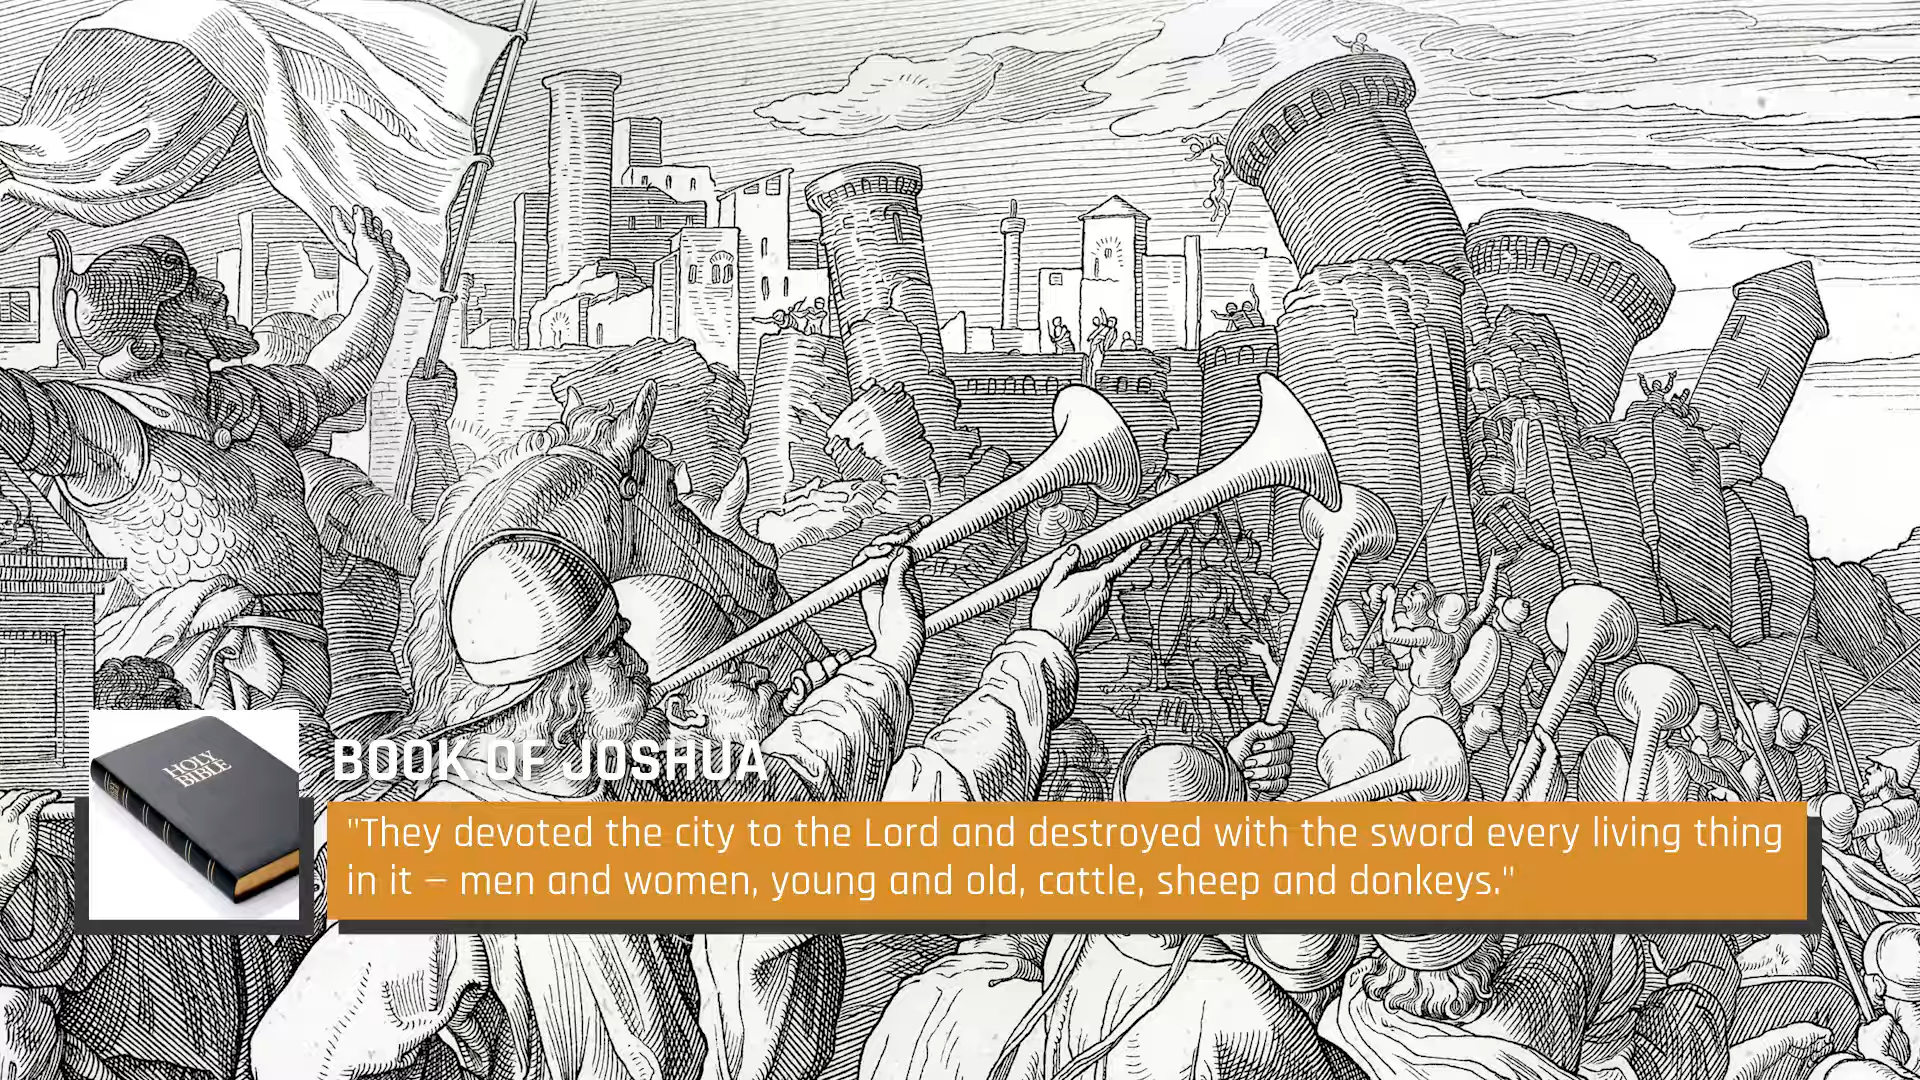 HOLY
BIBLE
BOOK OF JOSHUA
"They devoted the city to the Lord and destroyed with the sword every living thing
in it – men and women, young and old, cattle, sheep and donkeys."